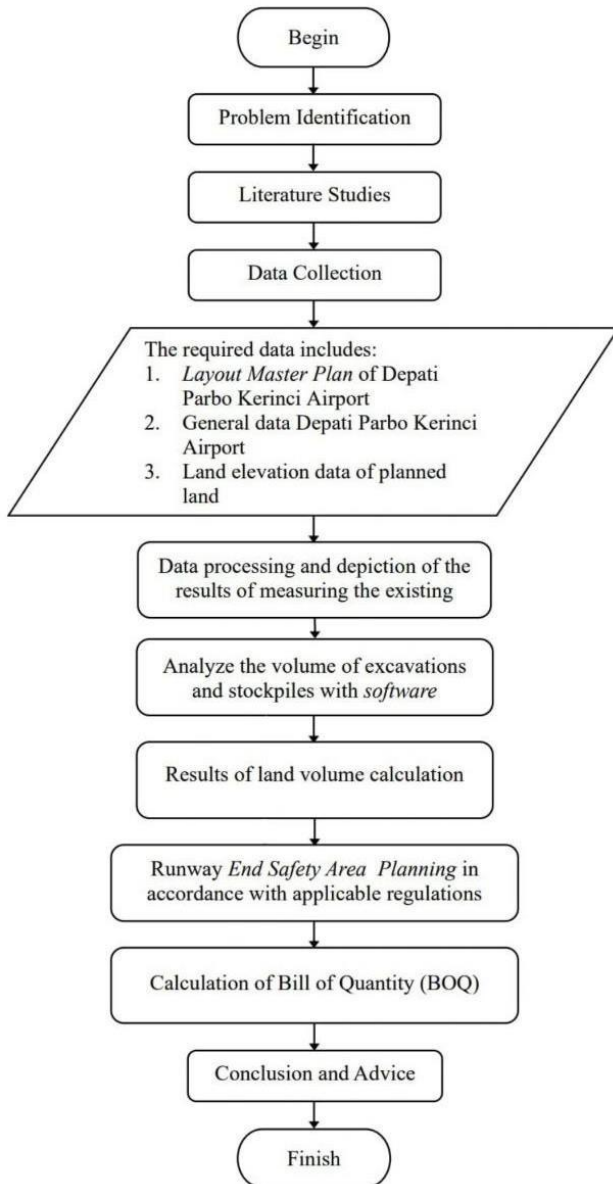 Begin
Problem Identification
Literature Studies
Data Collection
The required data includes:
1. Layout Master Plan of Depati
Parbo Kerinci Airport
2. General data Depati Parbo Kerinci
Airport
3. Land elevation data of planned
land
Data processing and depiction of the
results of measuring the existing
Analyze the volume of excavations
and stockpiles with software
Results of land volume calculation
Runway End Safety Area Planning in
accordance with applicable regulations
Calculation of Bill of Quantity (BOQ)
Conclusion and Advice
Finish